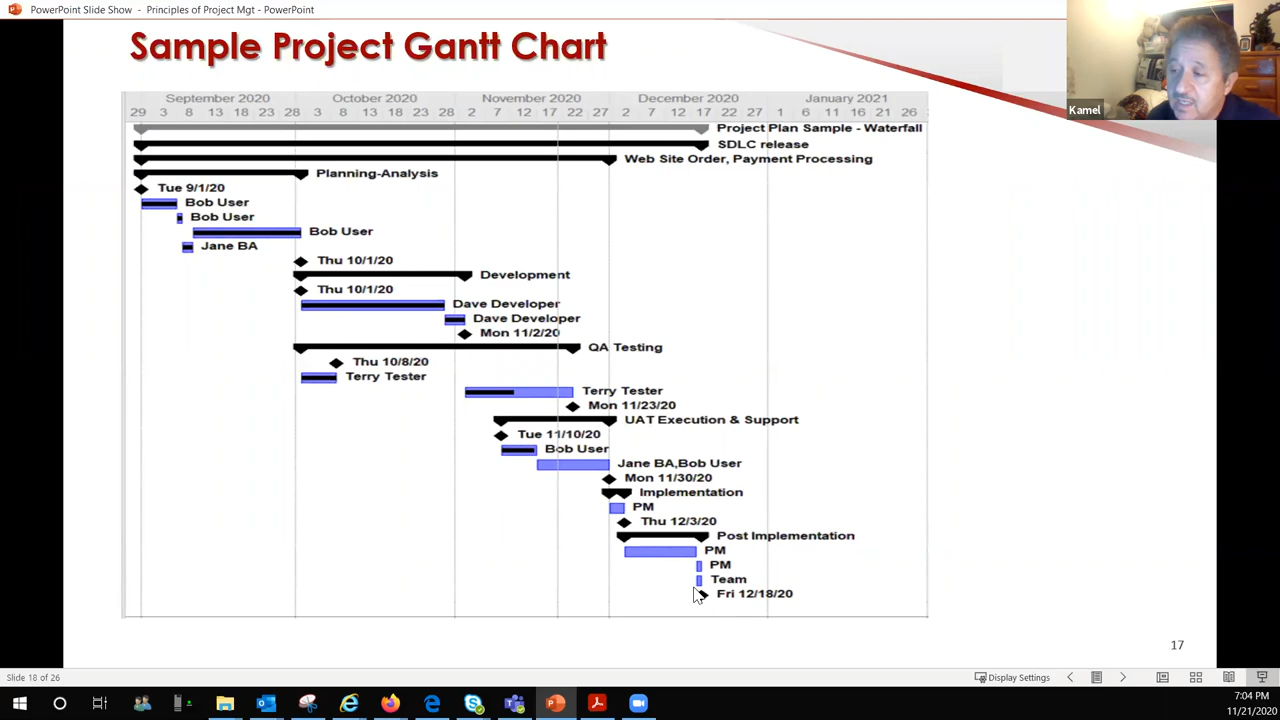 PowerPoint Slide Show - Principles of Project Mgt - PowerPoint
Sample Project Gantt Chart
Kamel
September 2020 October 2020 November 2020 December 2020 January 2021
29 3 8 13 18 23 28 3 8 13 18 23 28 2 7 12 17 22 27 2 7 12 17 22 27 1 6 11 16 21 26
Project Plan Sample - Waterfall
SDLC release
Web Site Order, Payment Processing
Planning-Analysis
Tue 9/1/20
Bob User
Bob User
Bob User
Jane BA
Thu 10/1/20
Development
Thu 10/1/20
Dave Developer
Dave Developer
Mon 11/2/20
QA Testing
Thu 10/8/20
Terry Tester
Terry Tester
Mon 11/23/20
UAT Execution & Support
Tue 11/10/20
Bob User
Jane BA,Bob User
Mon 11/30/20
Implementation
PM
Thu 12/3/20
Post Implementation
PM
PM
Team
Fri 12/18/20
17
Slide 18 of 26
Display Settings
7:04 PM
11/21/2020